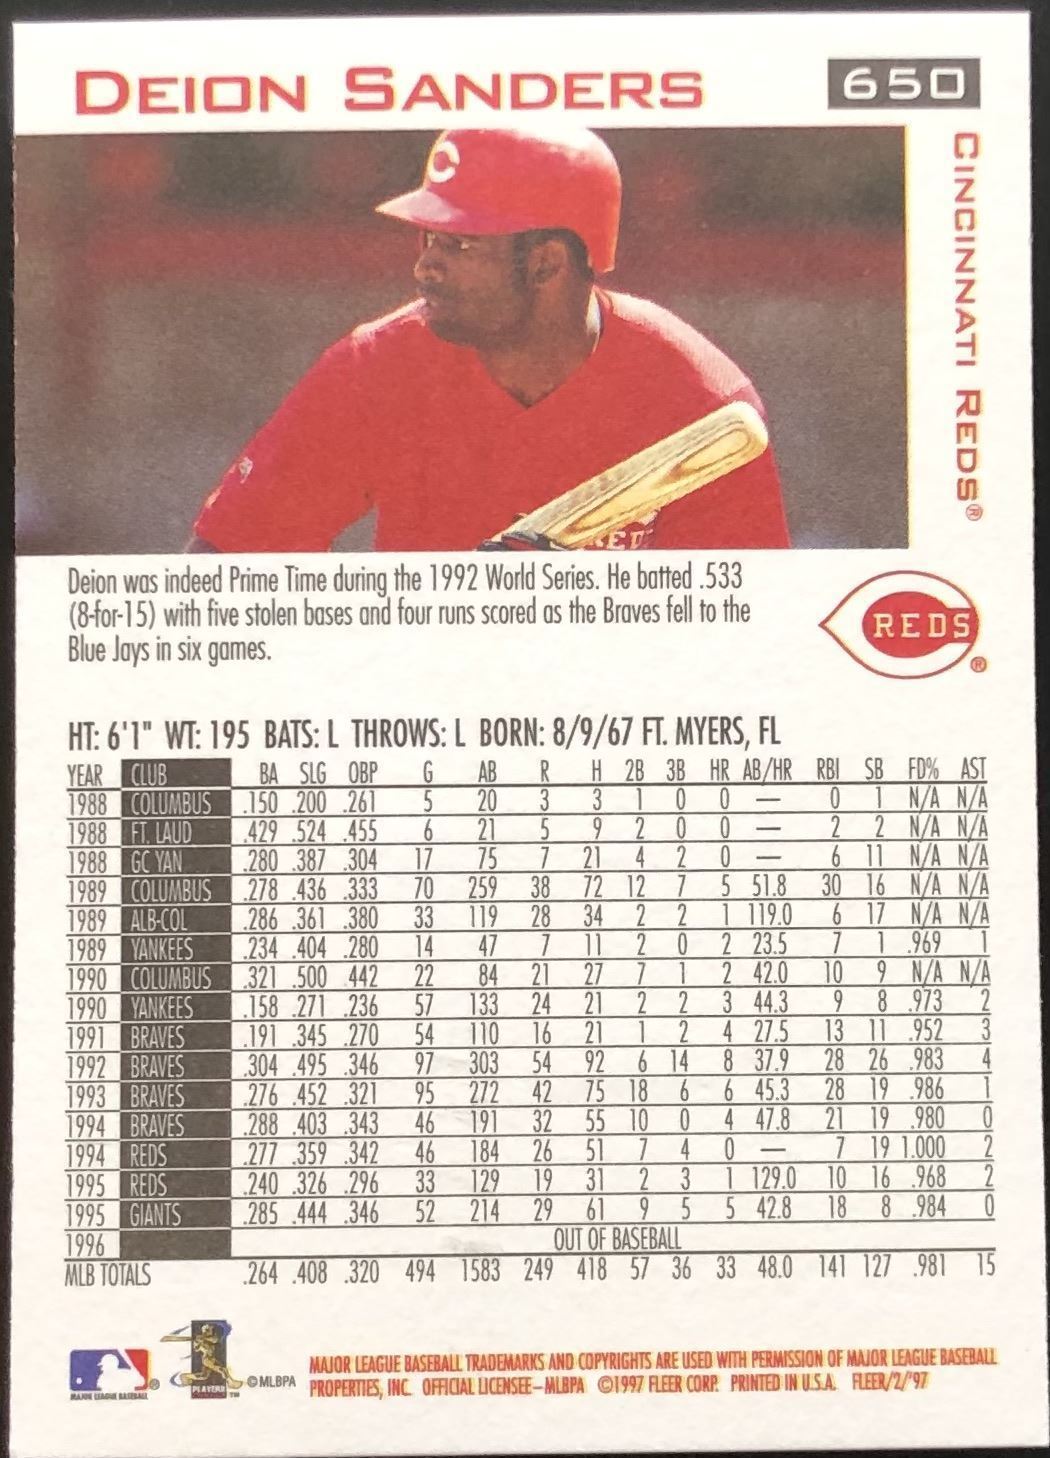 DEION SANDERS
650
CINCINNATI REDS®
C
REDS
Deion was indeed Prime Time during the 1992 World Series. He batted .533
(8-for-15) with five stolen bases and four runs scored as the Braves fell to the
Blue Jays in six games.
REDS
®
HT: 6'1" WT: 195 BATS: L THROWS: L BORN: 8/9/67 FT. MYERS, FL
YEAR CLUB BA SLG OBP G AB R H 2B 3B HR AB/HR RBI SB FD% AST
1988 COLUMBUS .150 .200 .261 5 20 3 3 1 0 0 — 0 1 N/A N/A
1988 FT. LAUD .429 .524 .455 6 21 5 9 2 0 0 — 2 2 N/A N/A
1988 GC YAN .280 .387 .304 17 75 7 21 4 2 0 — 6 11 N/A N/A
1989 COLUMBUS .278 .436 .333 70 259 38 72 12 7 5 51.8 30 16 N/A N/A
1989 ALB-COL .286 .361 .380 33 119 28 34 2 2 1 119.0 6 17 N/A N/A
1989 YANKEES .234 .404 .280 14 47 7 11 2 0 2 23.5 7 1 .969 1
1990 COLUMBUS .321 .500 .442 22 84 21 27 7 1 2 42.0 10 9 N/A N/A
1990 YANKEES .158 .271 .236 57 133 24 21 2 2 3 44.3 9 8 .973 2
1991 BRAVES .191 .345 .270 54 110 16 21 1 2 4 27.5 13 11 .952 3
1992 BRAVES .304 .495 .346 97 303 54 92 6 14 8 37.9 28 26 .983 4
1993 BRAVES .276 .452 .321 95 272 42 75 18 6 6 45.3 28 19 .986 1
1994 BRAVES .288 .403 .343 46 191 32 55 10 0 4 47.8 21 19 .980 0
1994 REDS .277 .359 .342 46 184 26 51 7 4 0 — 7 19 1.000 2
1995 REDS .240 .326 .296 33 129 19 31 2 3 1 129.0 10 16 .968 2
1995 GIANTS .285 .444 .346 52 214 29 61 9 5 5 42.8 18 8 .984 0
1996 OUT OF BASEBALL
MLB TOTALS .264 .408 .320 494 1583 249 418 57 36 33 48.0 141 127 .981 15
MAJOR LEAGUE BASEBALL ®
PLAYERS ™ ©MLBPA
MAJOR LEAGUE BASEBALL TRADEMARKS AND COPYRIGHTS ARE USED WITH PERMISSION OF MAJOR LEAGUE BASEBALL
PROPERTIES, INC. OFFICIAL LICENSEE–MLBPA ©1997 FLEER CORP. PRINTED IN U.S.A. FLEER/2/'97